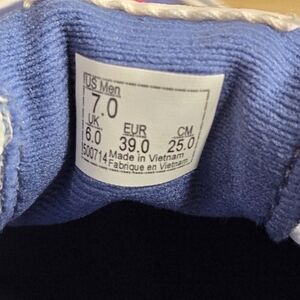 US Men
7.0
UK EUR CM
6.0 39.0 25.0
500714 Made in Vietnam
Fabriqué en Vietnam